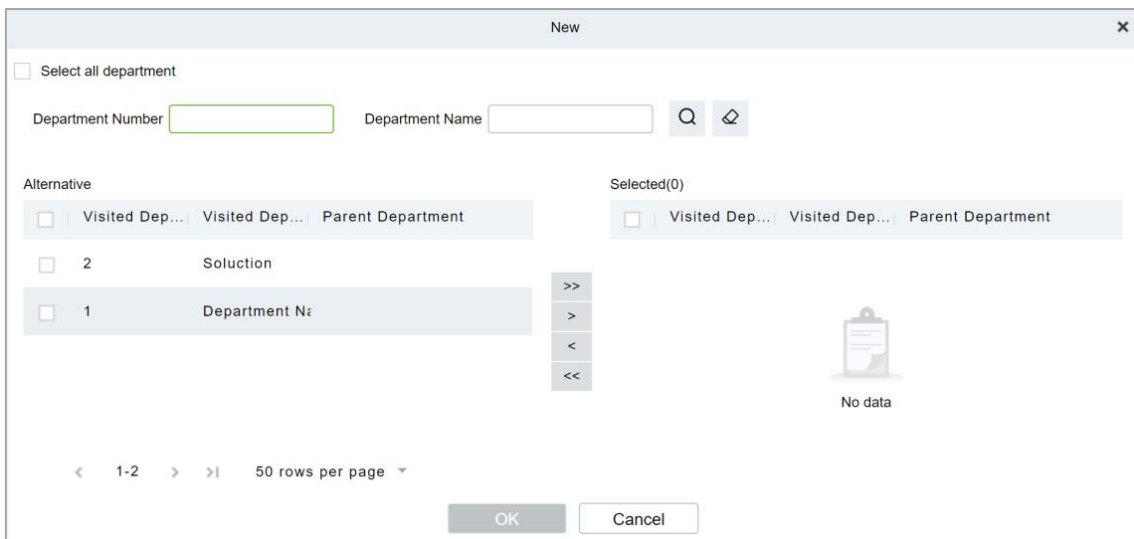 New
Select all department
Department Number
Department Name
Alternative
Selected(0)
Visited Dep... Visited Dep... Parent Department
Visited Dep... Visited Dep... Parent Department
2 Soluction
1 Department Na
>>
>
<
<<
No data
< 1-2 > >| 50 rows per page
OK Cancel